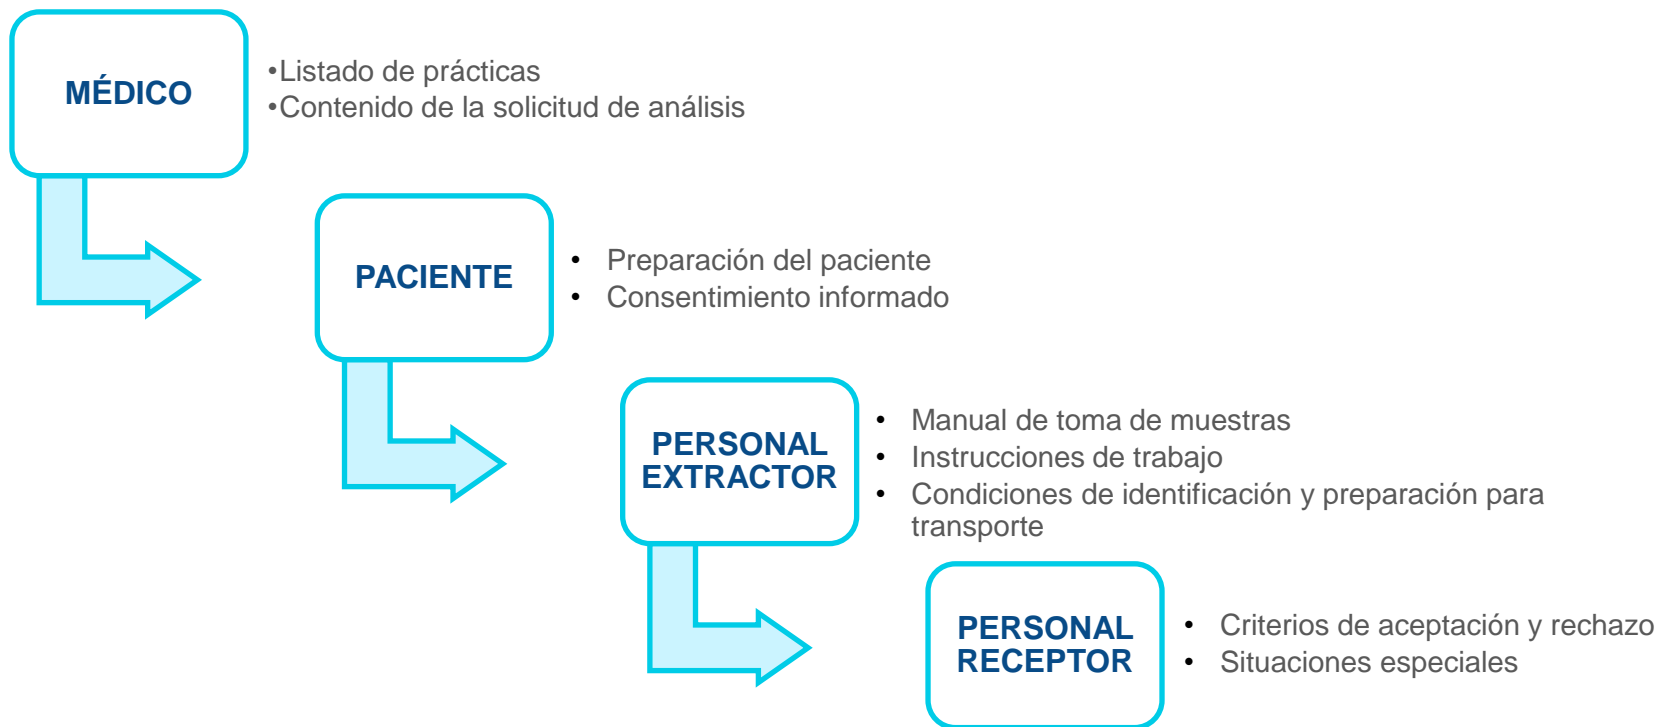 MÉDICO
•Listado de prácticas
•Contenido de la solicitud de análisis
PACIENTE
• Preparación del paciente
• Consentimiento informado
PERSONAL
EXTRACTOR
• Manual de toma de muestras
• Instrucciones de trabajo
• Condiciones de identificación y preparación para
transporte
PERSONAL
RECEPTOR
• Criterios de aceptación y rechazo
• Situaciones especiales